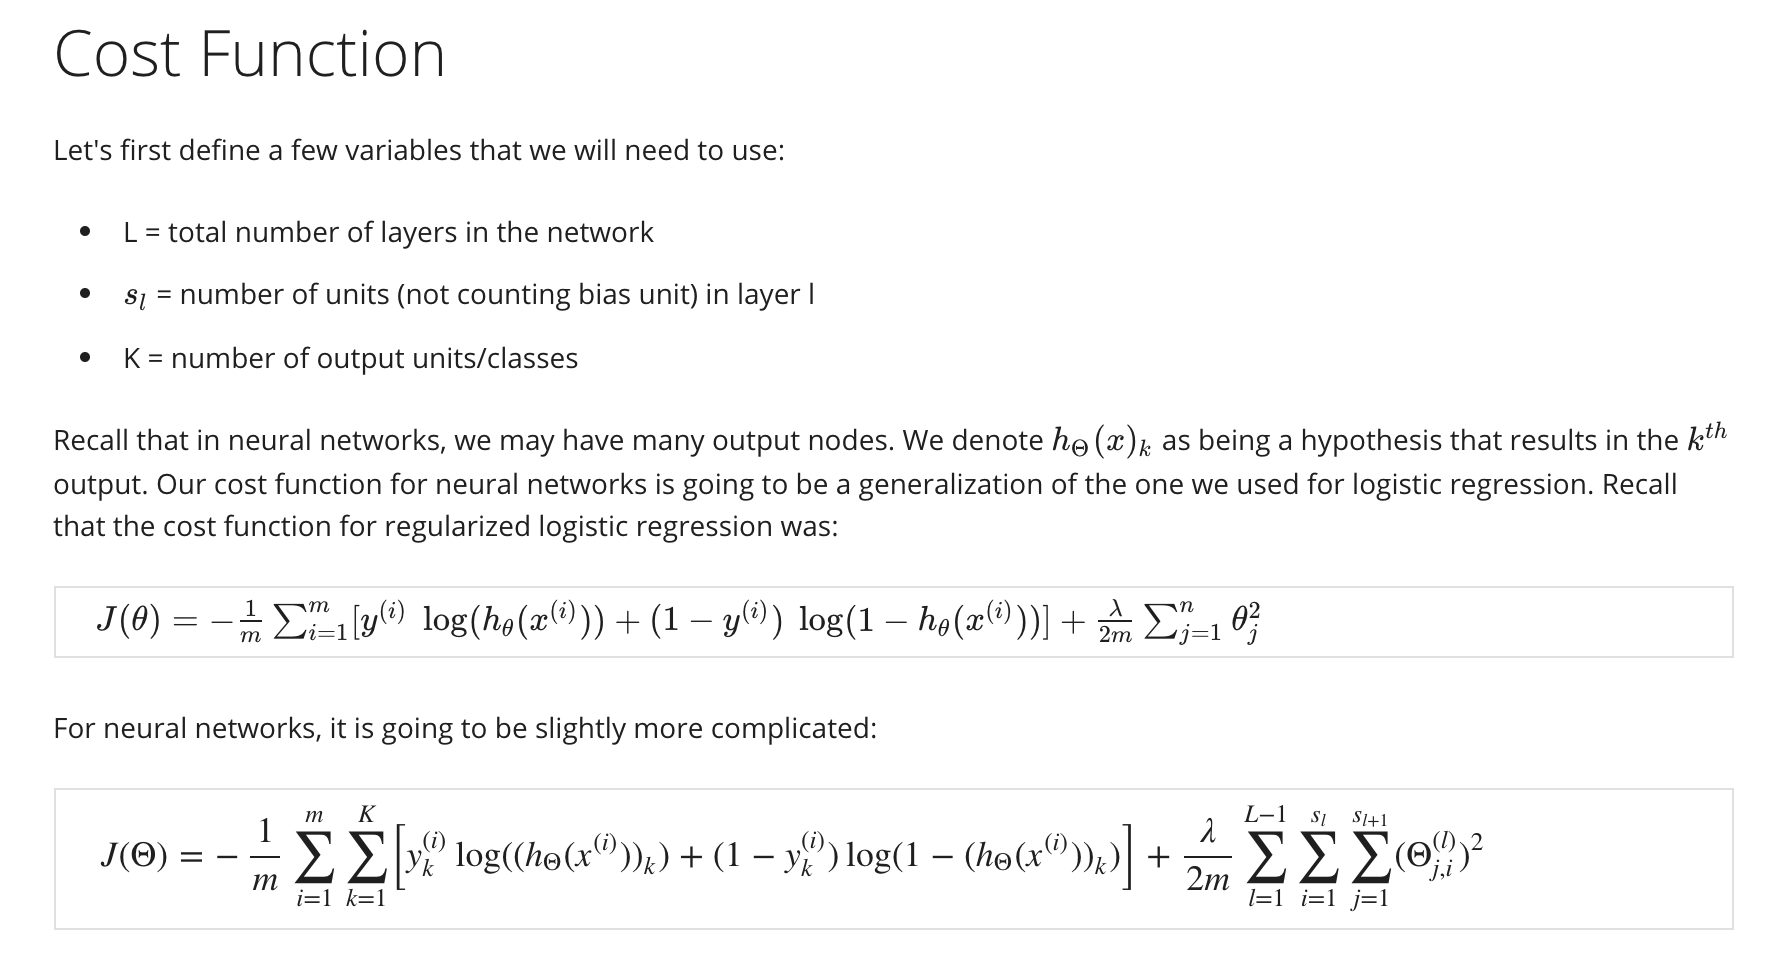 Cost Function
Let's first define a few variables that we will need to use:
• L = total number of layers in the network
• $s_l$ = number of units (not counting bias unit) in layer l
• K = number of output units/classes
Recall that in neural networks, we may have many output nodes. We denote $h_\Theta(x)_k$ as being a hypothesis that results in the $k^{th}$
output. Our cost function for neural networks is going to be a generalization of the one we used for logistic regression. Recall
that the cost function for regularized logistic regression was:
$J(\theta) = -\frac{1}{m} \sum_{i=1}^m [y^{(i)} \log(h_\theta(x^{(i)})) + (1 - y^{(i)}) \log(1 - h_\theta(x^{(i)}))] + \frac{\lambda}{2m} \sum_{j=1}^n \theta_j^2$
For neural networks, it is going to be slightly more complicated:
$J(\Theta) = -\frac{1}{m} \sum_{i=1}^m \sum_{k=1}^K \left[y_k^{(i)} \log((h_\Theta(x^{(i)}))_k) + (1 - y_k^{(i)}) \log(1 - (h_\Theta(x^{(i)}))_k)\right] + \frac{\lambda}{2m} \sum_{l=1}^{L-1} \sum_{i=1}^{s_l} \sum_{j=1}^{s_{l+1}} (\Theta_{j,i}^{(l)})^2$